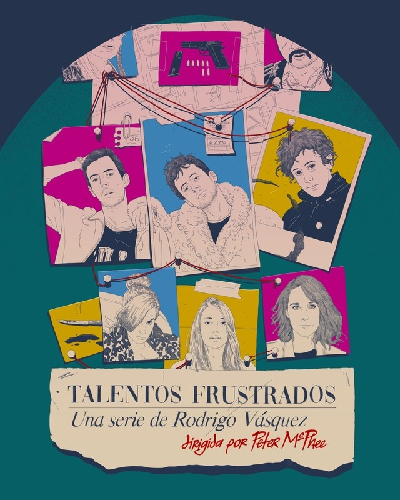 TALENTOS FRUSTRADOS
Una serie de Rodrigo Vásquez
dirigida por Peter McPhee